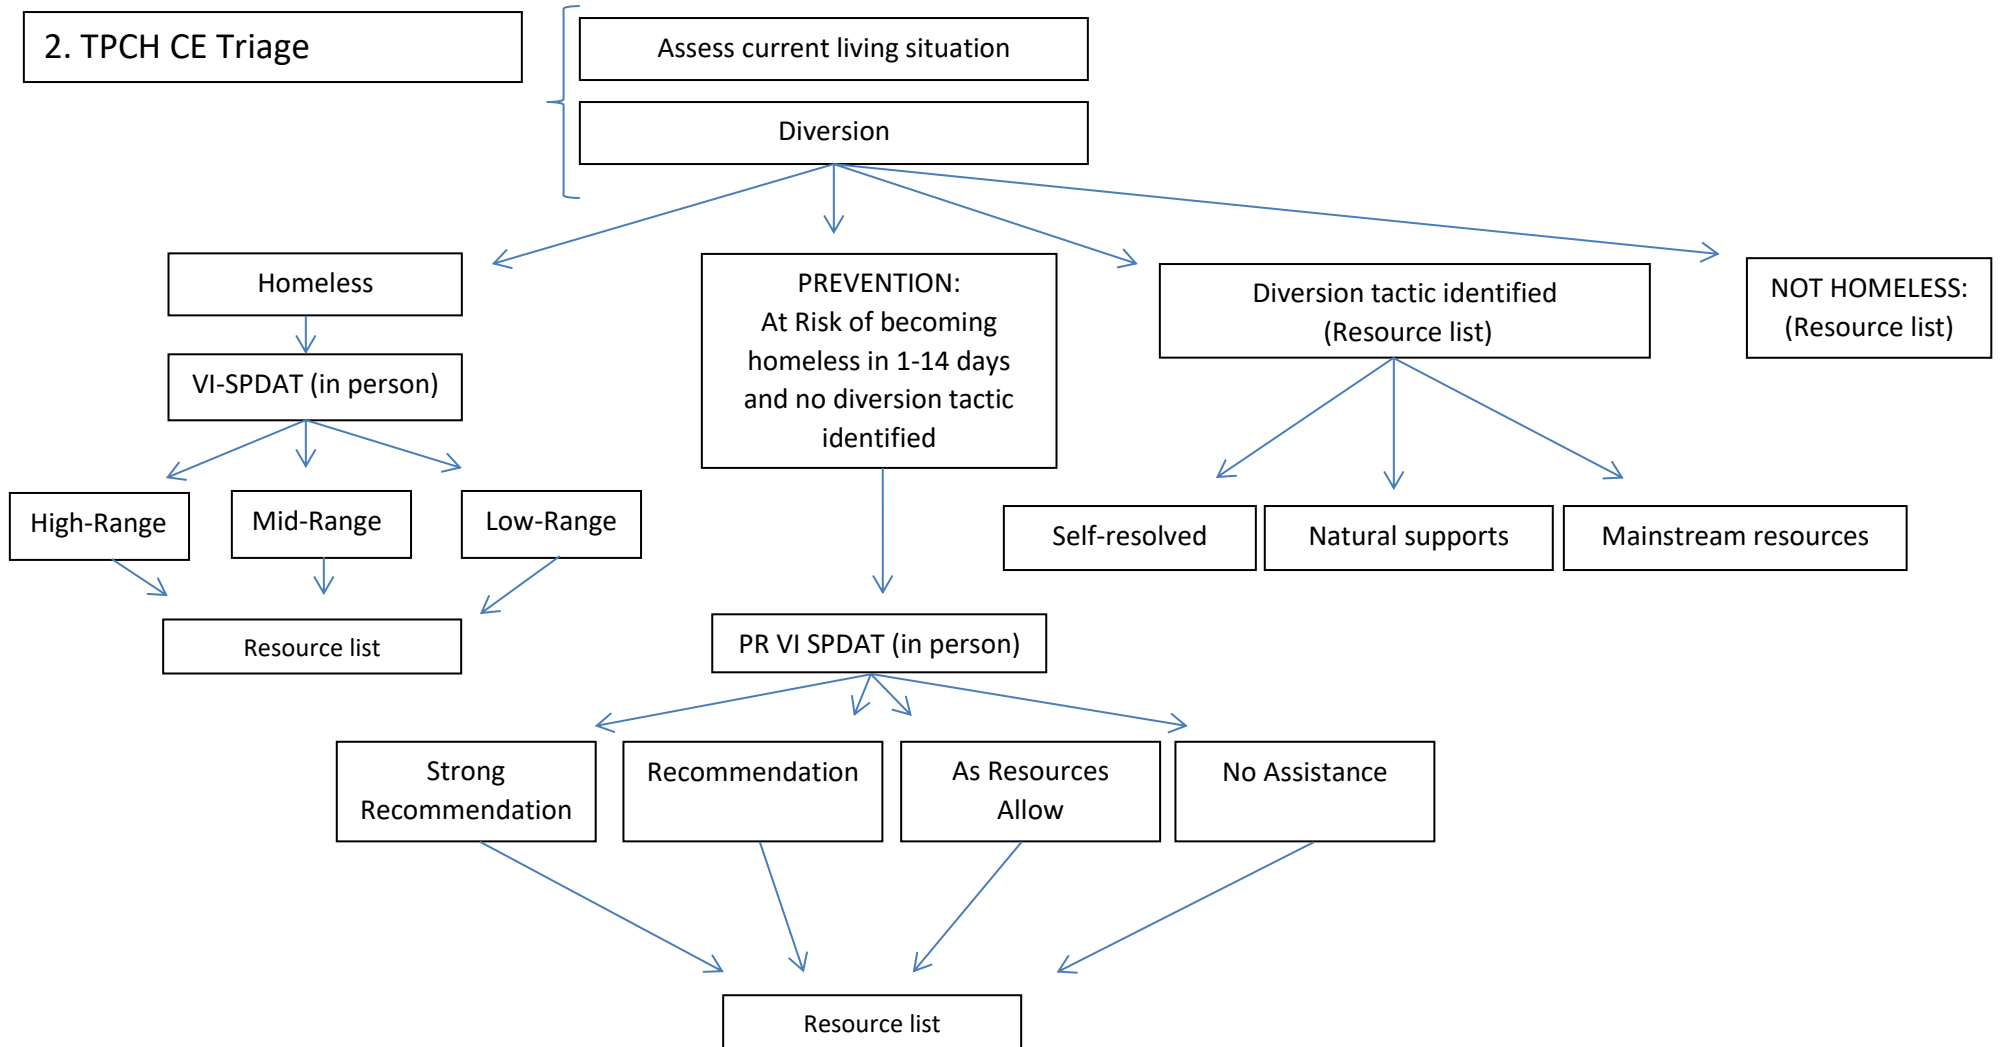 2. TPCH CE Triage
Assess current living situation
Diversion
Homeless
VI-SPDAT (in person)
High-Range
Mid-Range
Low-Range
Resource list
PREVENTION:
At Risk of becoming
homeless in 1-14 days
and no diversion tactic
identified
Diversion tactic identified
(Resource list)
NOT HOMELESS:
(Resource list)
Self-resolved
Natural supports
Mainstream resources
PR VI SPDAT (in person)
Strong
Recommendation
Recommendation
As Resources
Allow
No Assistance
Resource list